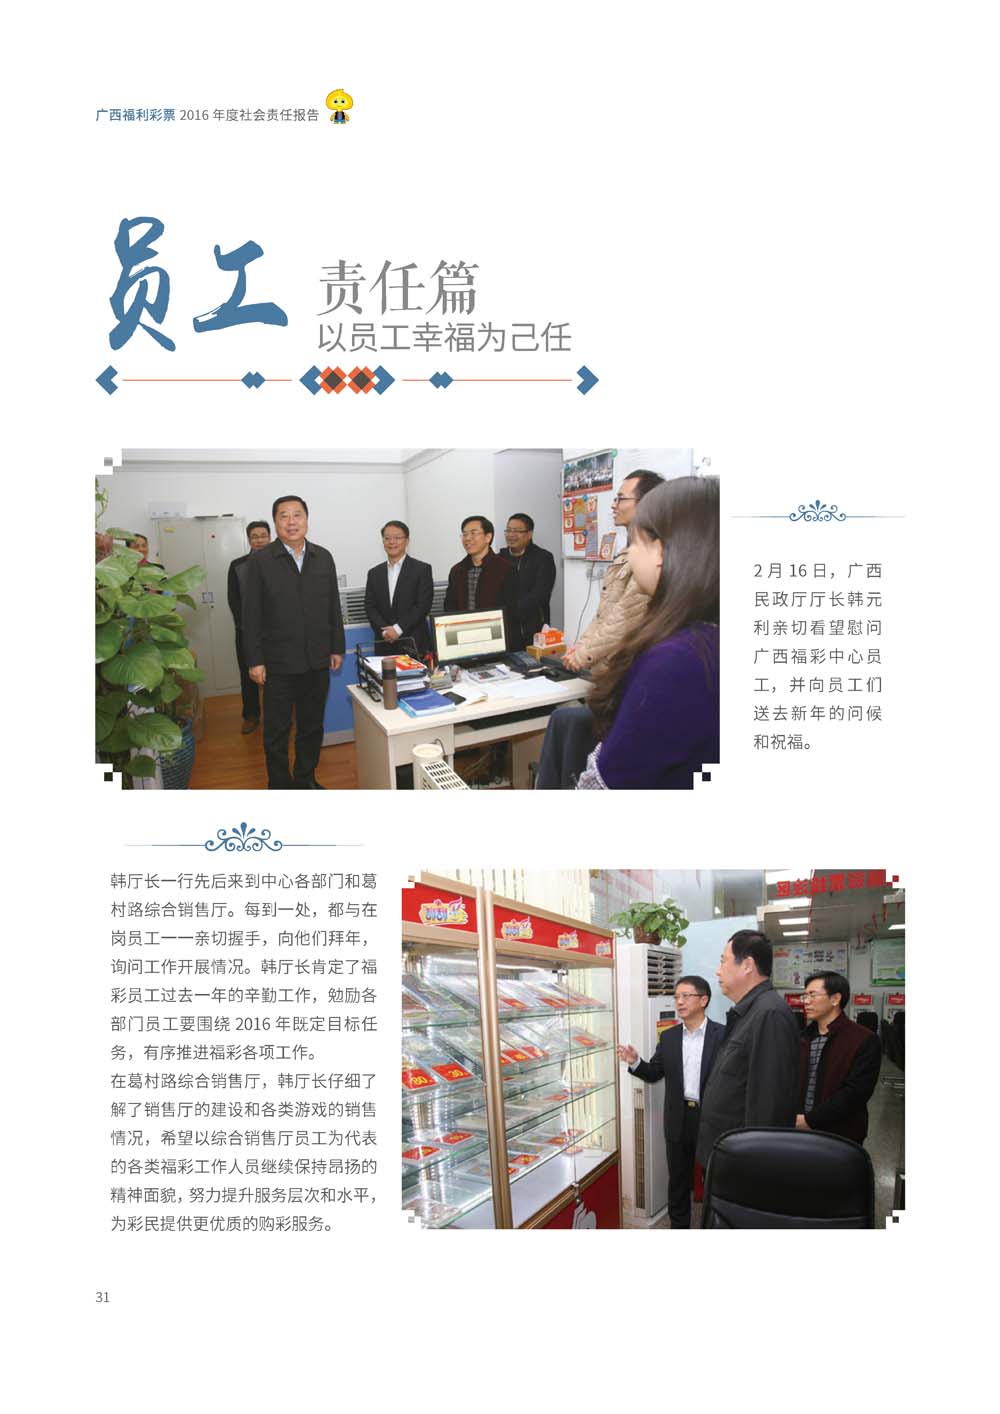 广西福利彩票 2016 年度社会责任报告
员工
责任篇
以员工幸福为己任
2 月 16 日，广西
民政厅厅长韩元
利亲切看望慰问
广西福彩中心员
工，并向员工们
送去新年的问候
和祝福。
韩厅长一行先后来到中心各部门和葛
村路综合销售厅。每到一处，都与在
岗员工一一亲切握手，向他们拜年，
询问工作开展情况。韩厅长肯定了福
彩员工过去一年的辛勤工作，勉励各
部门员工要围绕 2016 年既定目标任
务，有序推进福彩各项工作。
在葛村路综合销售厅，韩厅长仔细了
解了销售厅的建设和各类游戏的销售
情况，希望以综合销售厅员工为代表
的各类福彩工作人员继续保持昂扬的
精神面貌，努力提升服务层次和水平，
为彩民提供更优质的购彩服务。
31